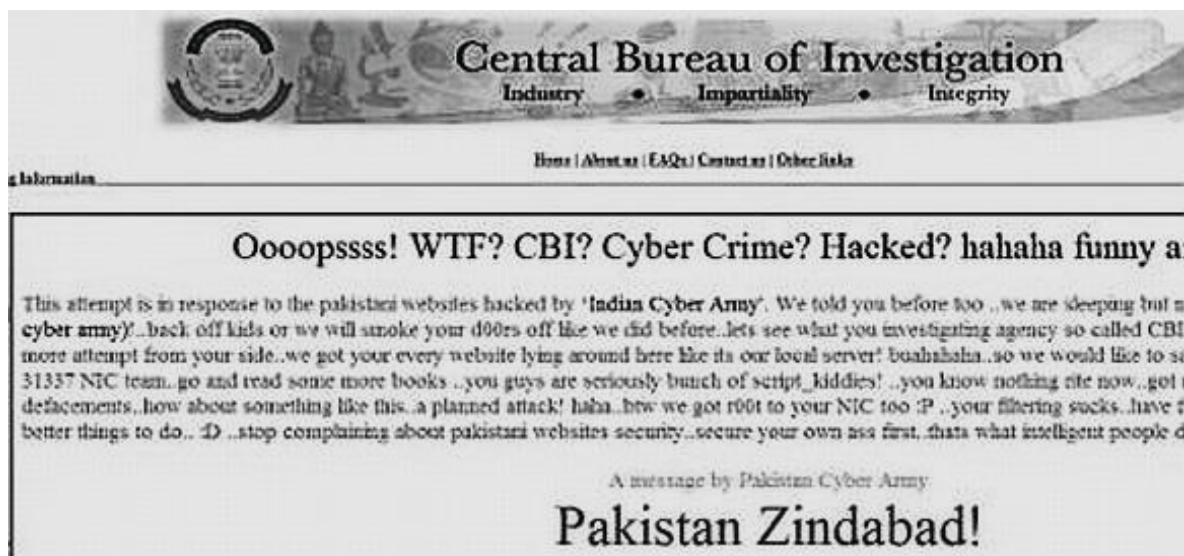 Central Bureau of Investigation
Industry • Impartiality • Integrity
Home | About us | FAQs | Contact us | Other links
g Information
Oooopssss! WTF? CBI? Cyber Crime? Hacked? hahaha funny a
This attempt is in response to the pakistani websites hacked by 'Indian Cyber Army'. We told you before too ..we are sleeping but
cyber army)!..back off kids or we will smoke your d00rs off like we did before..lets see what you investigating agency so called CBI
more attempt from your side..we got your every website lying around here like its our local server! buahahaha..so we would like to sa
31337 NIC team..go and read some more books ..you guys are seriously bunch of script_kiddies! ..you know nothing rite now..got
defacements..how about something like this..a planned attack! haha..btw we got r00t to your NIC too :P ..your filtering sucks..have
better things to do.. :D ..stop complaining about pakistani websites security..secure your own ass first..thats what intelligent people d
A message by Pakistan Cyber Army
Pakistan Zindabad!